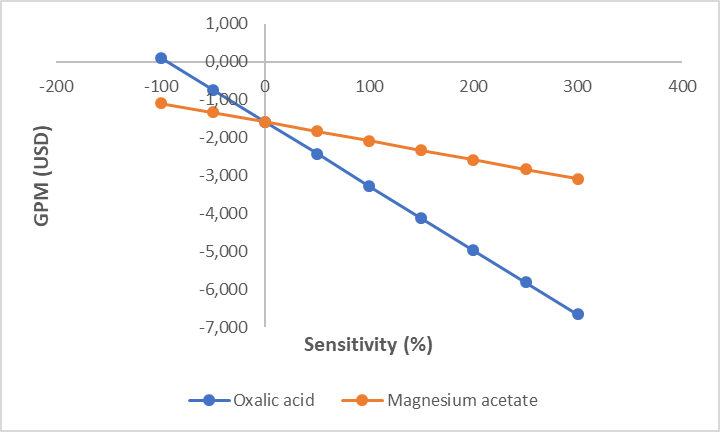 1,000
0,000
-200 -100 0 100 200 300 400
-1,000
-2,000
-3,000
-4,000
-5,000
-6,000
-7,000
GPM (USD)
Sensitivity (%)
Oxalic acid Magnesium acetate